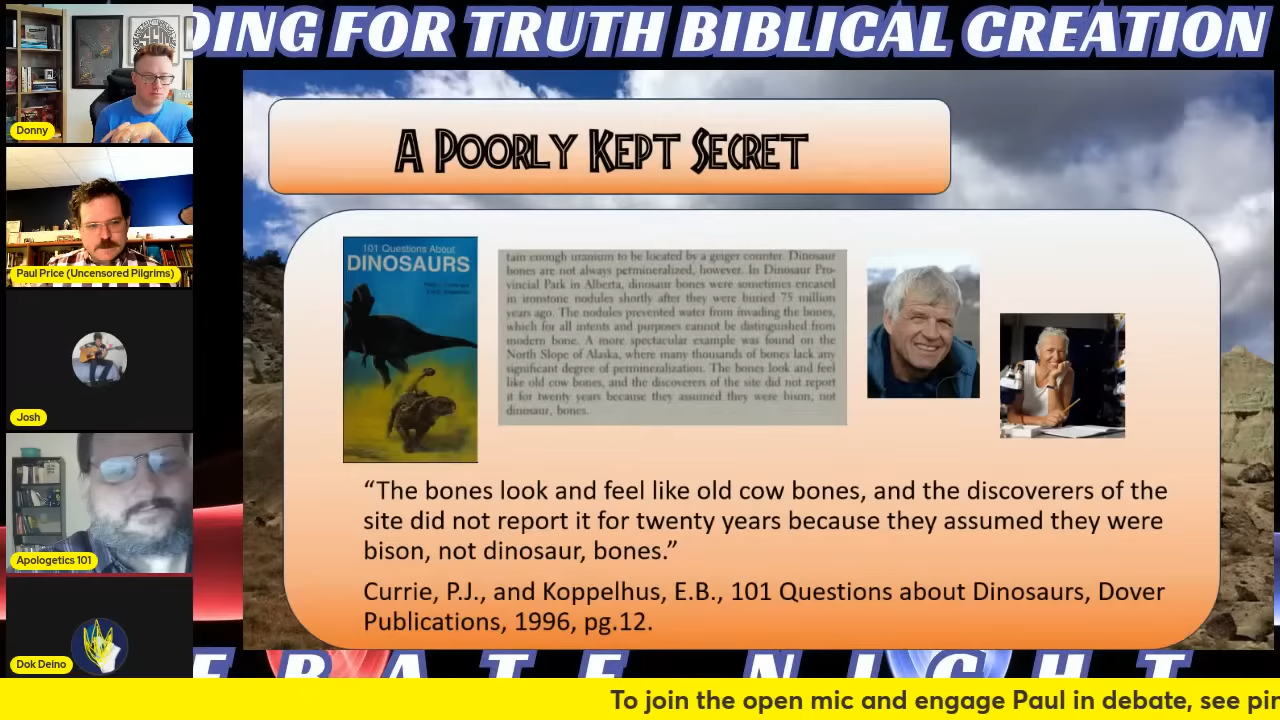 DING FOR TRUTH BIBLICAL CREATION
A POORLY KEPT SECRET
101 Questions About
DINOSAURS
tain enough uranium to be located by a geiger counter. Dinosaur
bones are not always permineralized, however. In Dinosaur Pro-
vincial Park in Alberta, dinosaur bones were sometimes encased
in ironstone nodules shortly after they were buried 75 million
years ago. The nodules prevented water from invading the bones,
which for all intents and purposes cannot be distinguished from
modern bone. A more spectacular example was found on the
North Slope of Alaska, where many thousands of bones lack any
significant degree of permineralization. The bones look and feel
like old cow bones, and the discoverers of the site did not report
it for twenty years because they assumed they were bison, not
dinosaur, bones.
“The bones look and feel like old cow bones, and the discoverers of the
site did not report it for twenty years because they assumed they were
bison, not dinosaur, bones.”
Currie, P.J., and Koppelhus, E.B., 101 Questions about Dinosaurs, Dover
Publications, 1996, pg.12.
Donny
Paul Price (Uncensored Pilgrims)
Josh
Apologetics 101
Dok Deino
EBATE NIGHT
To join the open mic and engage Paul in debate, see pin